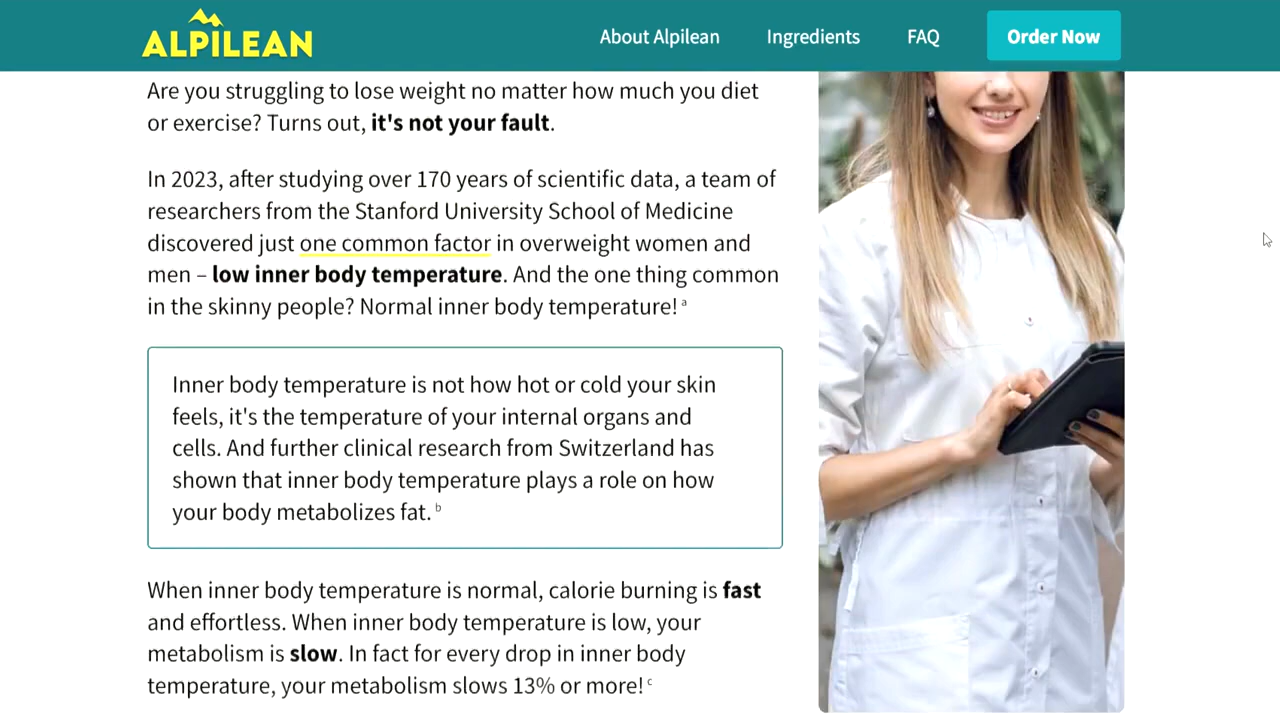 ALPILEAN
About Alpilean
Ingredients
FAQ
Order Now
Are you struggling to lose weight no matter how much you diet
or exercise? Turns out, it's not your fault.
In 2023, after studying over 170 years of scientific data, a team of
researchers from the Stanford University School of Medicine
discovered just one common factor in overweight women and
men – low inner body temperature. And the one thing common
in the skinny people? Normal inner body temperature! a
Inner body temperature is not how hot or cold your skin
feels, it's the temperature of your internal organs and
cells. And further clinical research from Switzerland has
shown that inner body temperature plays a role on how
your body metabolizes fat. b
When inner body temperature is normal, calorie burning is fast
and effortless. When inner body temperature is low, your
metabolism is slow. In fact for every drop in inner body
temperature, your metabolism slows 13% or more! c